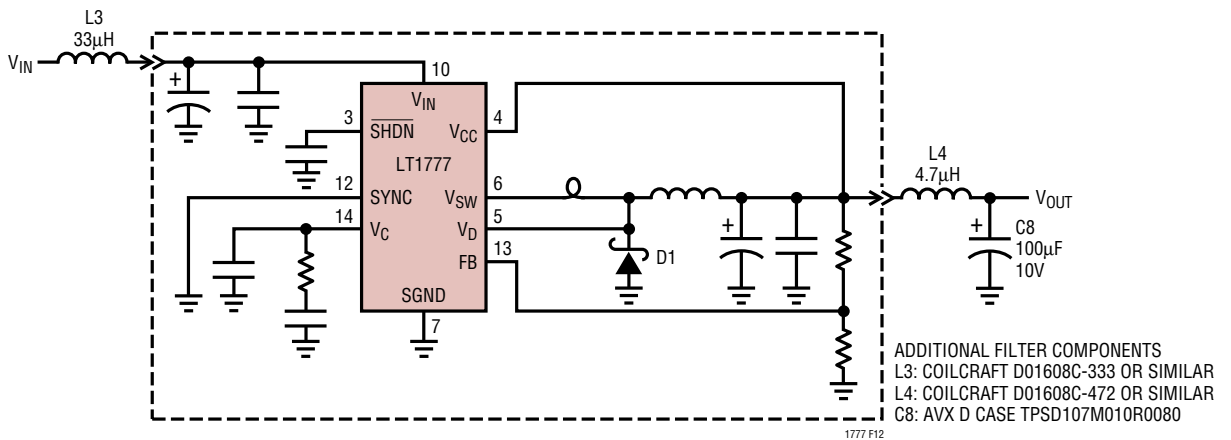 L3
33µH
VIN
+
10
VIN
3
SHDN
VCC
4
LT1777
12
SYNC
VSW
6
14
VC
VD
5
FB
13
SGND
7
D1
+
L4
4.7µH
VOUT
+
C8
100µF
10V
ADDITIONAL FILTER COMPONENTS
L3: COILCRAFT D01608C-333 OR SIMILAR
L4: COILCRAFT D01608C-472 OR SIMILAR
C8: AVX D CASE TPSD107M010R0080
1777 F12